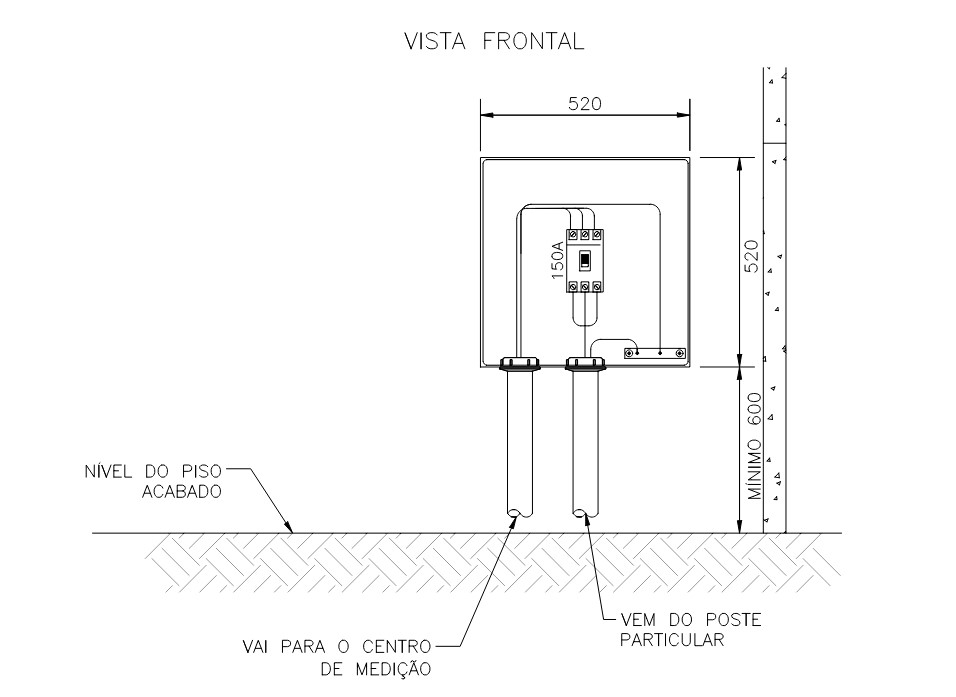 VISTA FRONTAL
520
150A
520
MÍNIMO 600
NÍVEL DO PISO
ACABADO
VEM DO POSTE
PARTICULAR
VAI PARA O CENTRO
DE MEDIÇÃO